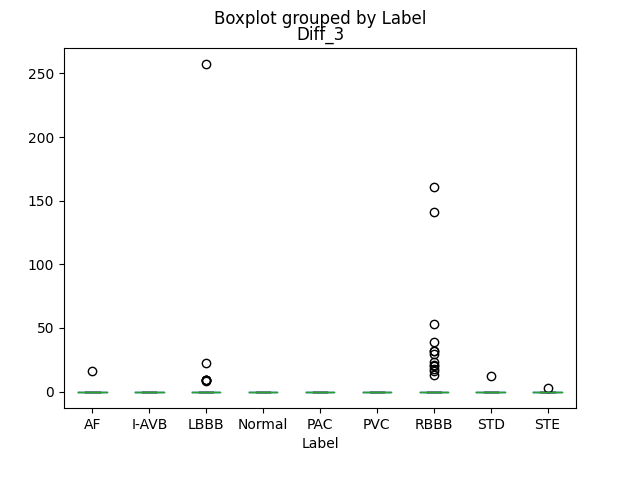 Boxplot grouped by Label
Diff_3
250
200
150
100
50
0
AF I-AVB LBBB Normal PAC PVC RBBB STD STE
Label